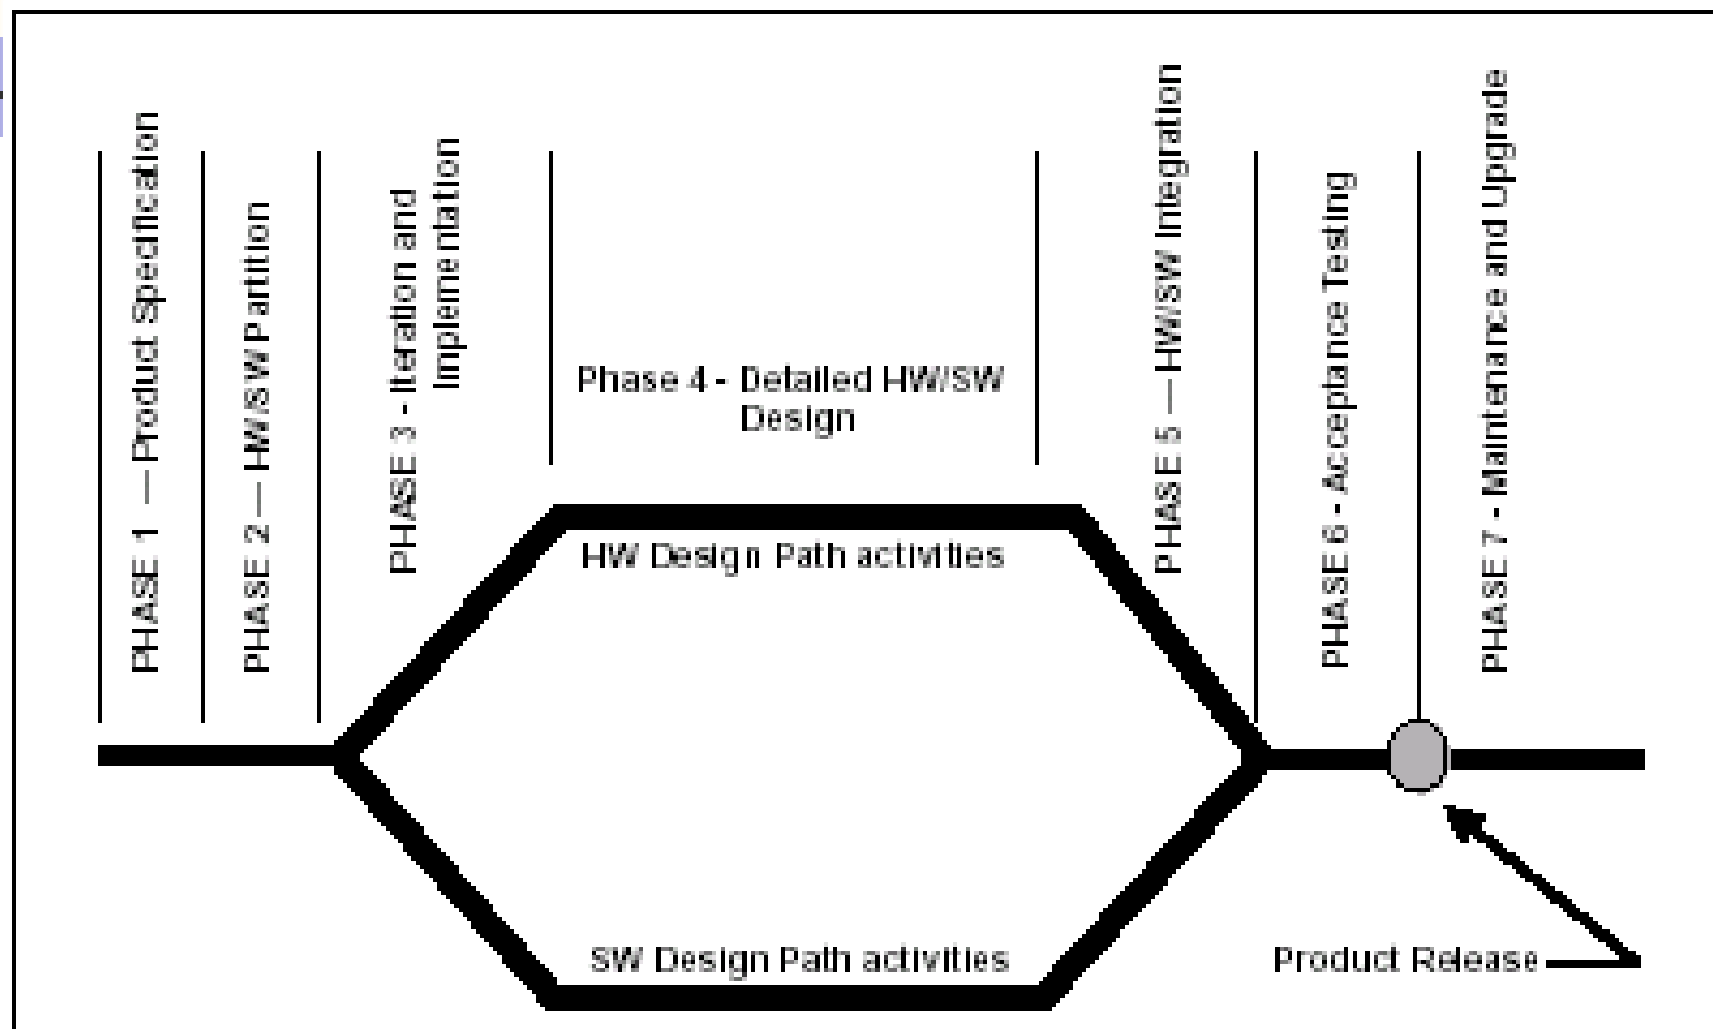 PHASE 1 — Product Specification
PHASE 2 — HW/SW Partition
PHASE 3 - Iteration and
Implementation
Phase 4 - Detailed HW/SW
Design
PHASE 5 — HW/SW Integration
PHASE 6 - Acceptance Testing
PHASE 7 - Maintenance and Upgrade
HW Design Path activities
SW Design Path activities
Product Release